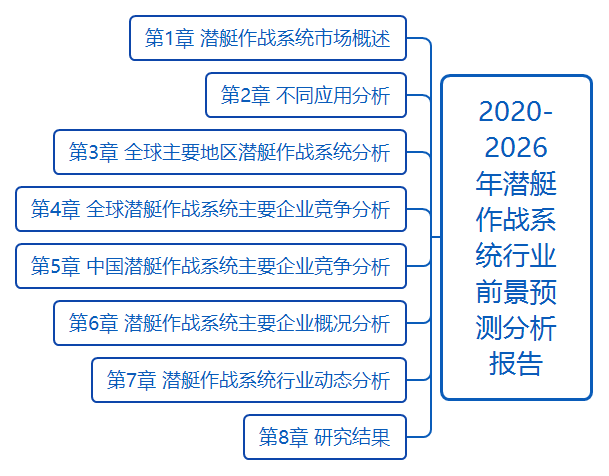 第1章 潜艇作战系统市场概述
第2章 不同应用分析
第3章 全球主要地区潜艇作战系统分析
第4章 全球潜艇作战系统主要企业竞争分析
第5章 中国潜艇作战系统主要企业竞争分析
第6章 潜艇作战系统主要企业概况分析
第7章 潜艇作战系统行业动态分析
第8章 研究结果
2020-
2026
年潜艇
作战系
统行业
前景预
测分析
报告